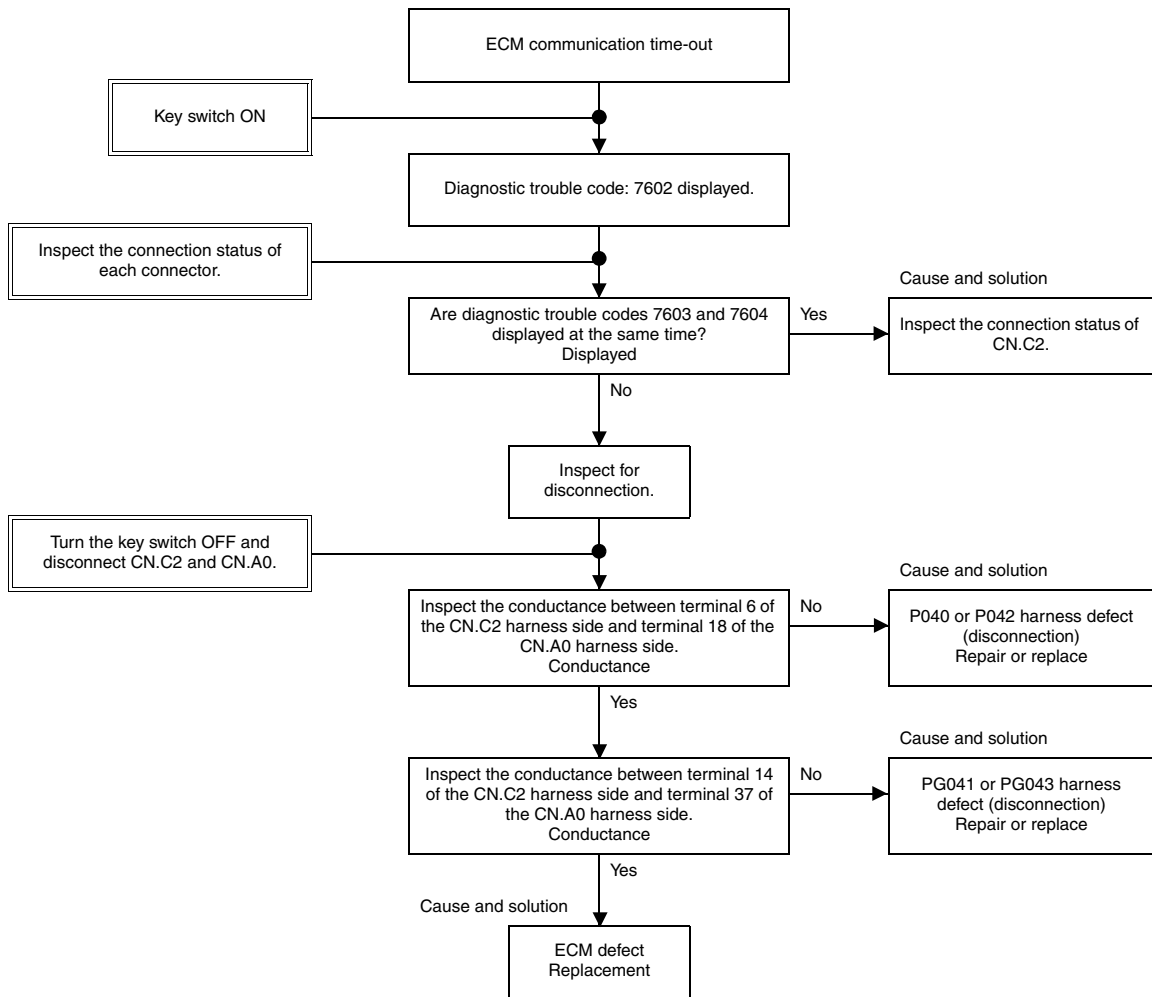 ECM communication time-out
Key switch ON
Diagnostic trouble code: 7602 displayed.
Inspect the connection status of
each connector.
Cause and solution
Are diagnostic trouble codes 7603 and 7604
displayed at the same time?
Displayed
Yes
Inspect the connection status of
CN.C2.
No
Inspect for
disconnection.
Turn the key switch OFF and
disconnect CN.C2 and CN.A0.
Cause and solution
Inspect the conductance between terminal 6 of
the CN.C2 harness side and terminal 18 of the
CN.A0 harness side.
Conductance
No
P040 or P042 harness defect
(disconnection)
Repair or replace
Yes
Cause and solution
Inspect the conductance between terminal 14
of the CN.C2 harness side and terminal 37 of
the CN.A0 harness side.
Conductance
No
PG041 or PG043 harness
defect (disconnection)
Repair or replace
Yes
Cause and solution
ECM defect
Replacement